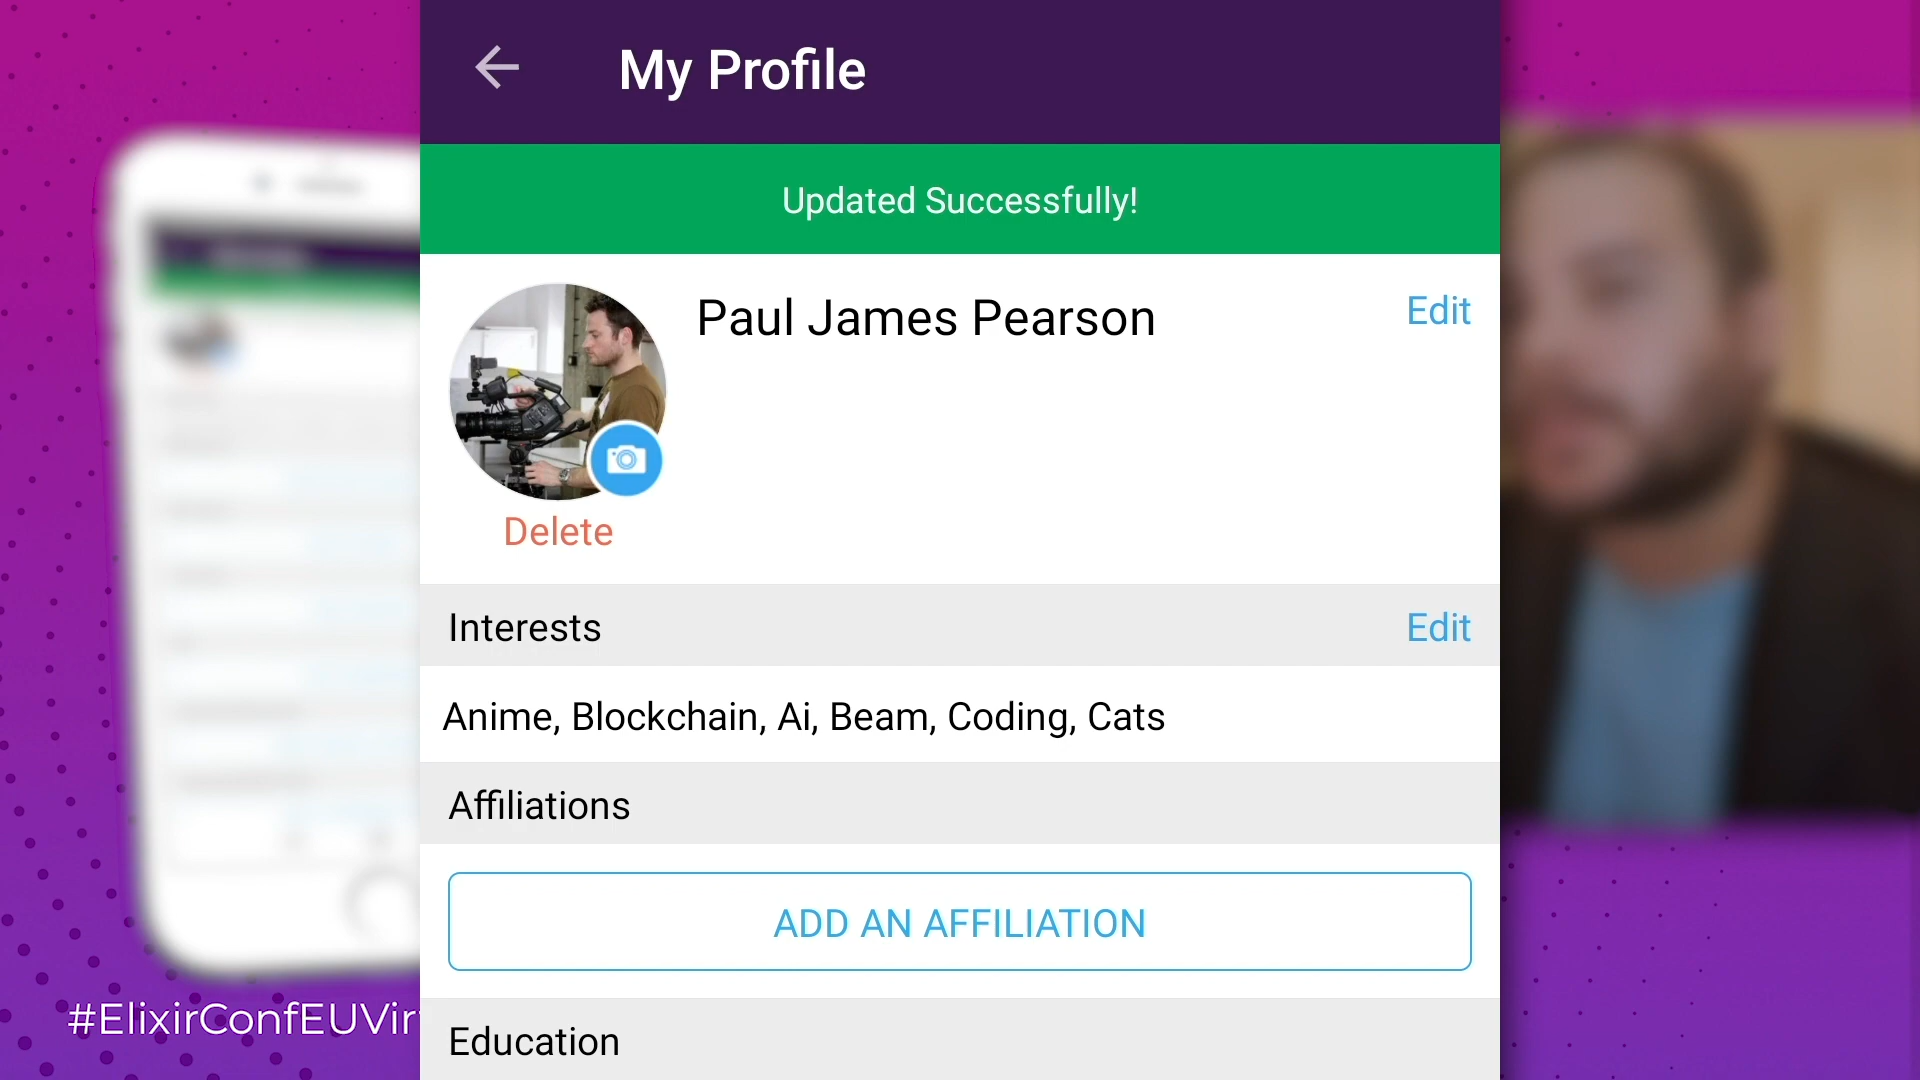 My Profile
Updated Successfully!
Paul James Pearson
Edit
Delete
Interests
Edit
Anime, Blockchain, Ai, Beam, Coding, Cats
Affiliations
ADD AN AFFILIATION
Education
#ElixirConfEUVir